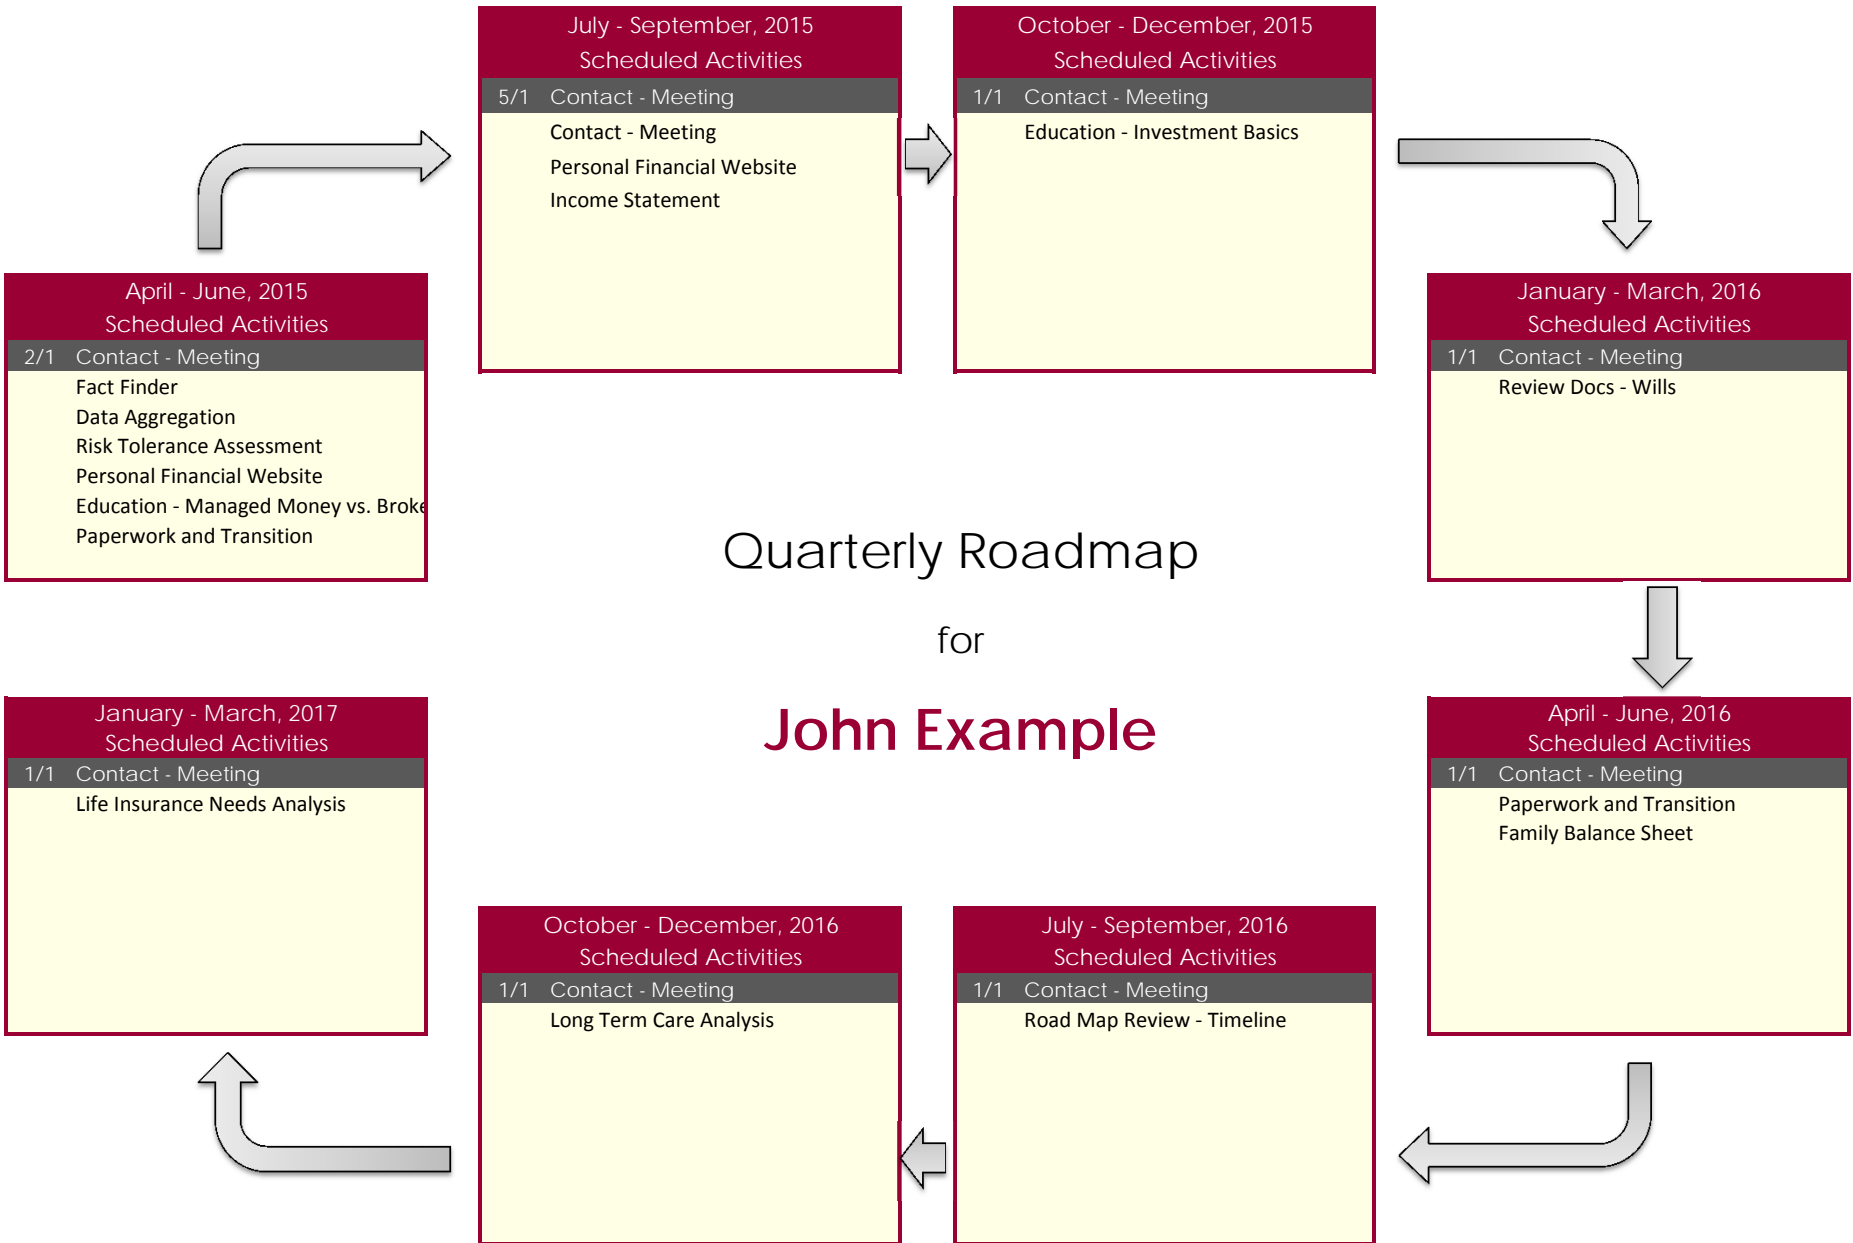 July - September, 2015
Scheduled Activities
5/1 Contact - Meeting
Contact - Meeting
Personal Financial Website
Income Statement
October - December, 2015
Scheduled Activities
1/1 Contact - Meeting
Education - Investment Basics
April - June, 2015
Scheduled Activities
2/1 Contact - Meeting
Fact Finder
Data Aggregation
Risk Tolerance Assessment
Personal Financial Website
Education - Managed Money vs. Broke
Paperwork and Transition
January - March, 2016
Scheduled Activities
1/1 Contact - Meeting
Review Docs - Wills
Quarterly Roadmap
for
John Example
January - March, 2017
Scheduled Activities
1/1 Contact - Meeting
Life Insurance Needs Analysis
April - June, 2016
Scheduled Activities
1/1 Contact - Meeting
Paperwork and Transition
Family Balance Sheet
October - December, 2016
Scheduled Activities
1/1 Contact - Meeting
Long Term Care Analysis
July - September, 2016
Scheduled Activities
1/1 Contact - Meeting
Road Map Review - Timeline